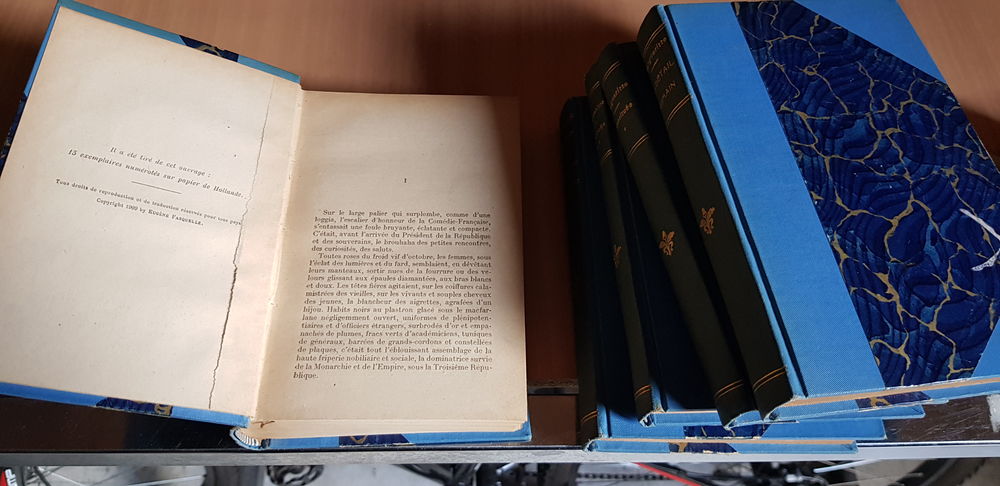 Il a été tiré de cet ouvrage :
15 exemplaires numérotés sur papier de Hollande.
Tous droits de reproduction et de traduction réservés pour tous pays
Copyright 1909 by EUGÈNE FASQUELLE.
I
Sur le large palier qui surplombe, comme d'une
loggia, l'escalier d'honneur de la Comédie-Française,
s'entassait une foule bruyante, éclatante et compacte.
C'était, avant l'arrivée du Président de la République
et des souverains, le brouhaha des petites rencontres,
des curiosités, des saluts.
Toutes roses du froid vif d'octobre, les femmes, sous
l'éclat des lumières et du fard, semblaient, en dévêtant
leurs manteaux, sortir nues de la fourrure ou des ve-
lours glissant aux épaules diamantées, aux bras blancs
et doux. Les têtes fières agitaient, sur les coiffures cala-
mistrées des vieilles, sur les vivants et souples cheveux
des jeunes, la blancheur des aigrettes, agrafées d'un
bijou. Habits noirs au plastron glacé sous le macfar-
lane négligemment ouvert, uniformes de plénipoten-
tiaires et d'officiers étrangers, surbrodés d'or et empa-
nachés de plumes, fracs verts d'académiciens, tuniques
de généraux, barrées de grands-cordons et constellées
de plaques, c'était tout l'éblouissant assemblage de la
haute friperie nobiliaire et sociale, la dominatrice survie
de la Monarchie et de l'Empire, sous la Troisième Répu-
blique.